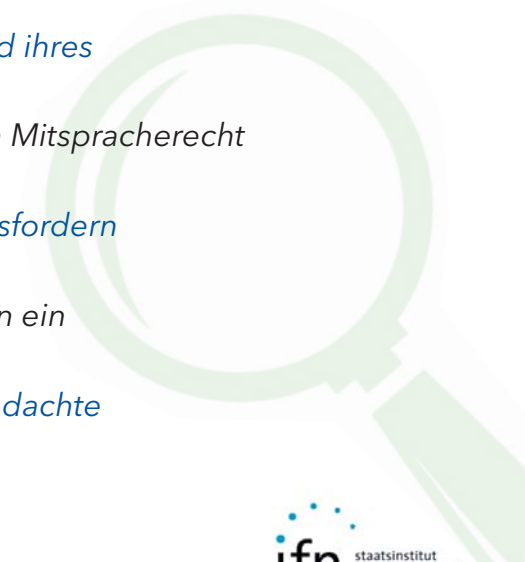 d ihres
Mitspracherecht
sfordern
n ein
dachte
ifp staatsinstitut